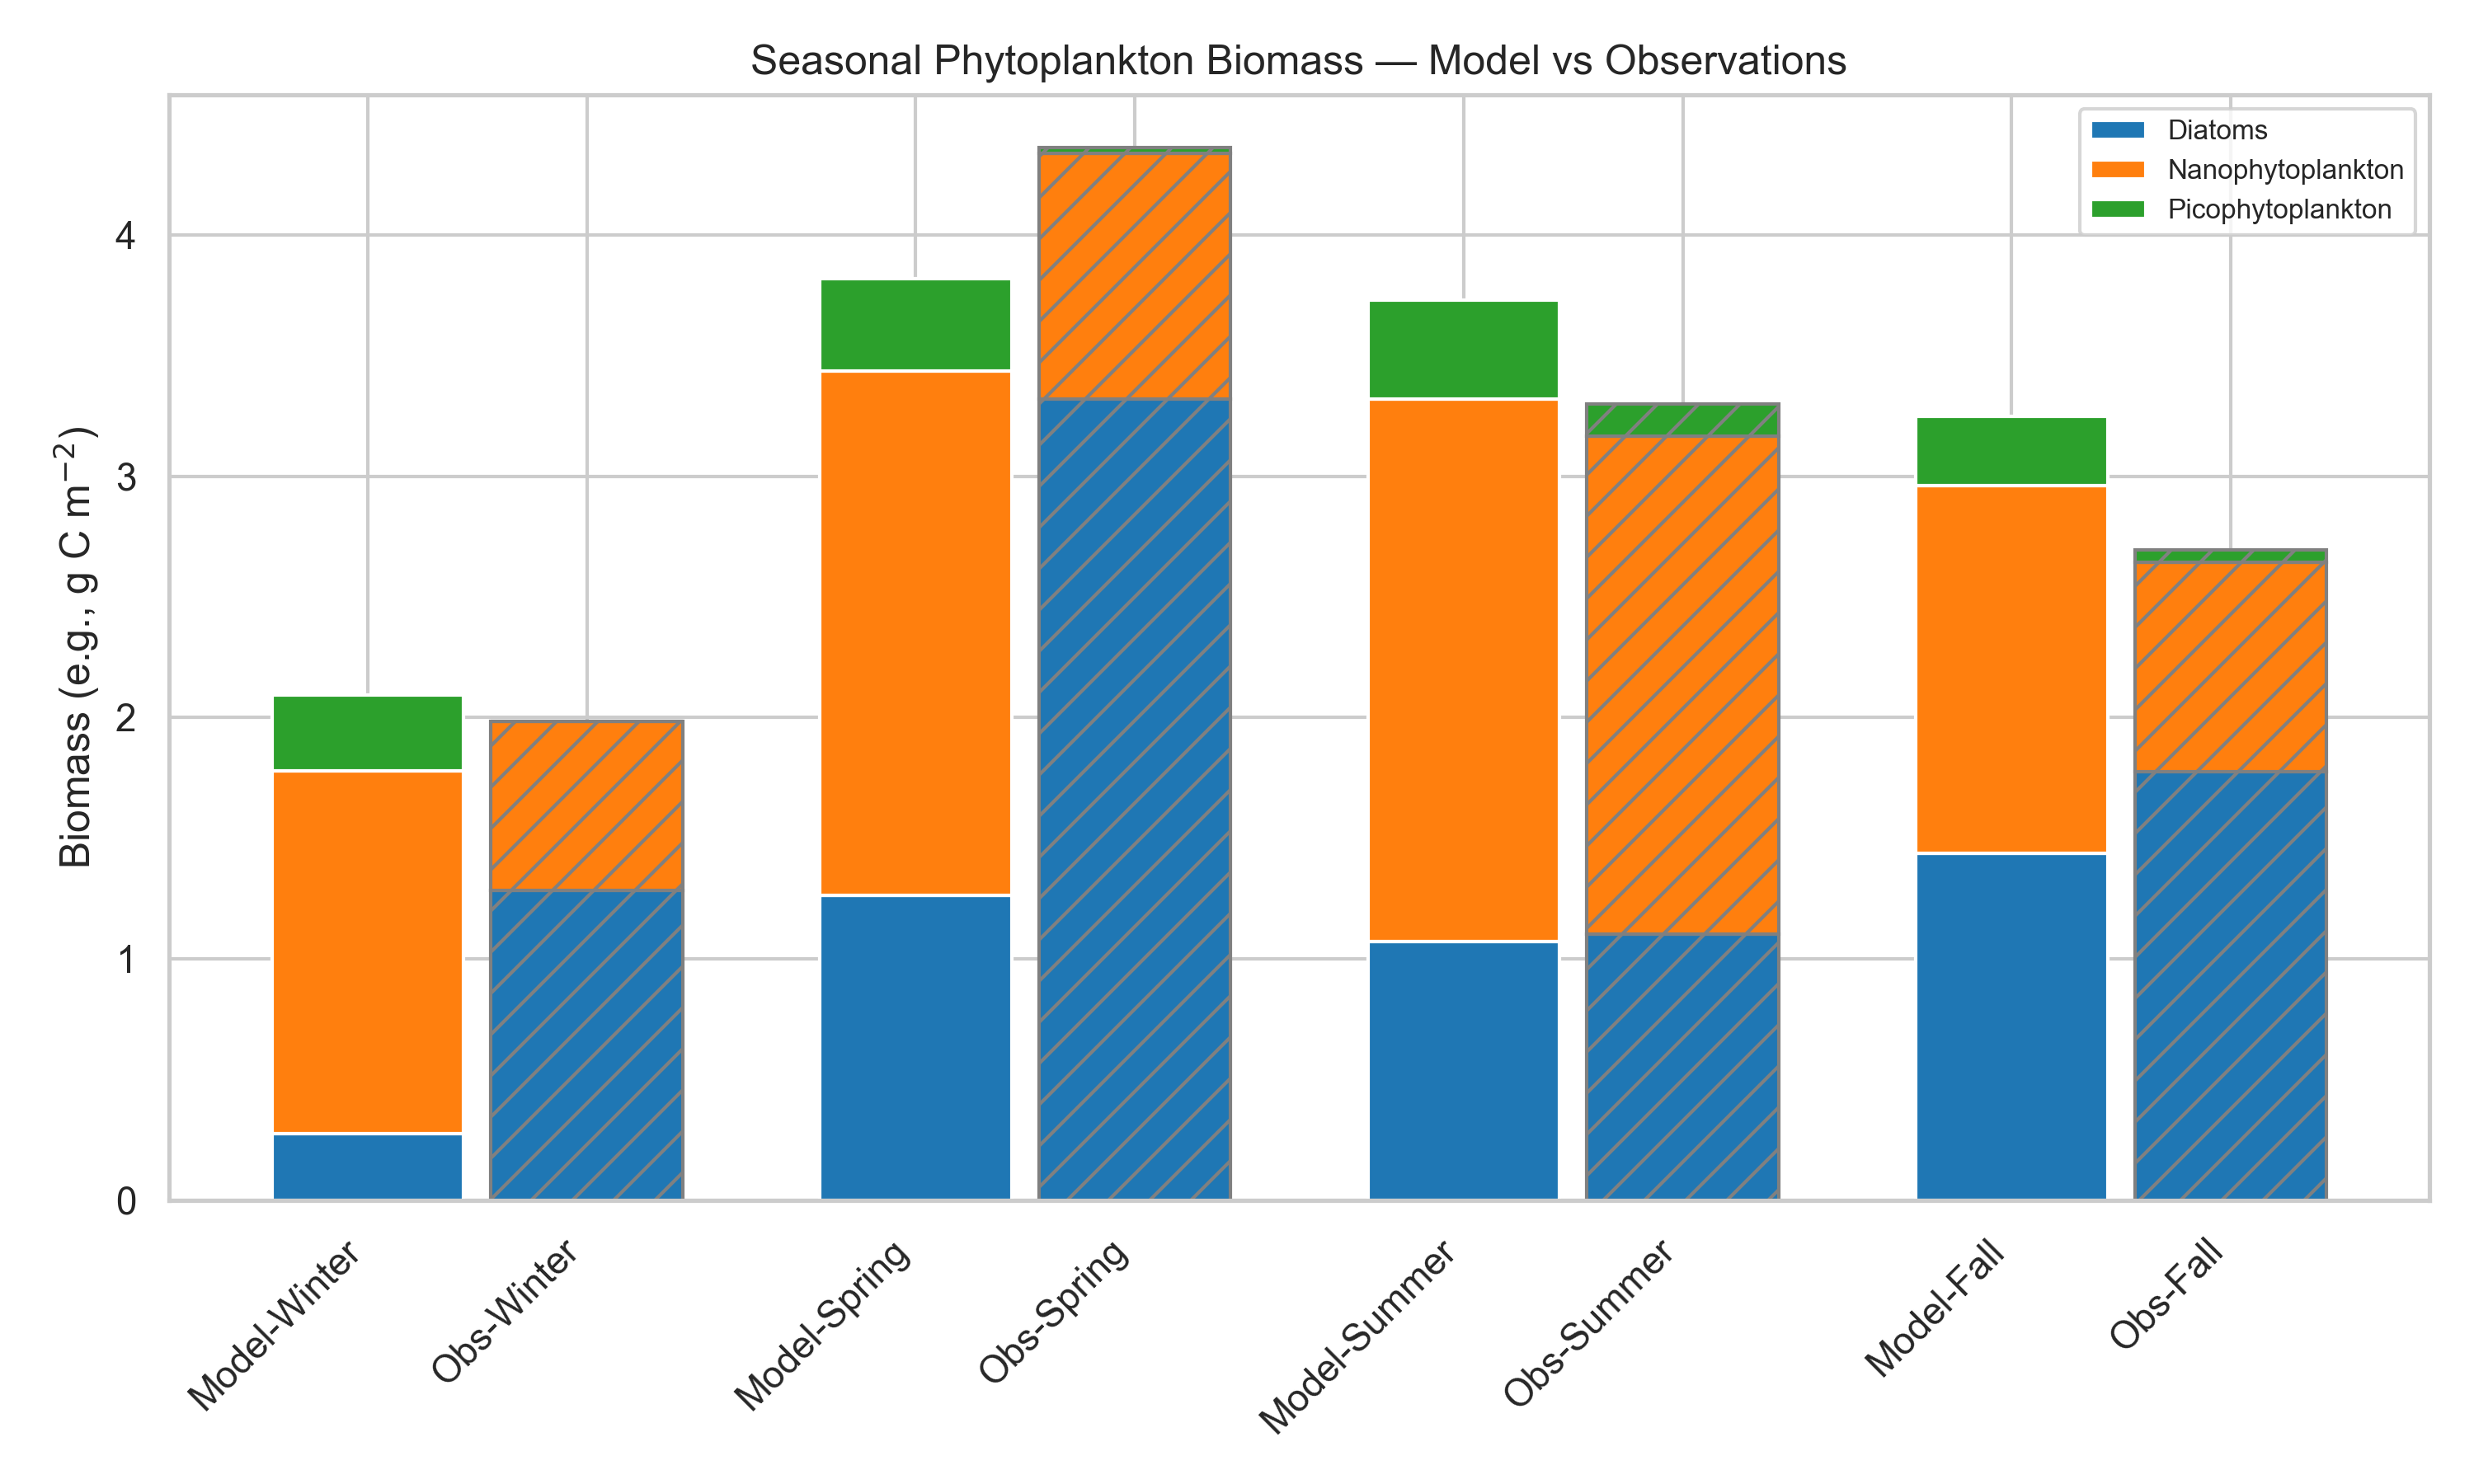 Seasonal Phytoplankton Biomass — Model vs Observations
Diatoms
Nanophytoplankton
Picophytoplankton
Biomass (e.g., g C m⁻²)
4
3
2
1
0
Model-Winter
Obs-Winter
Model-Spring
Obs-Spring
Model-Summer
Obs-Summer
Model-Fall
Obs-Fall